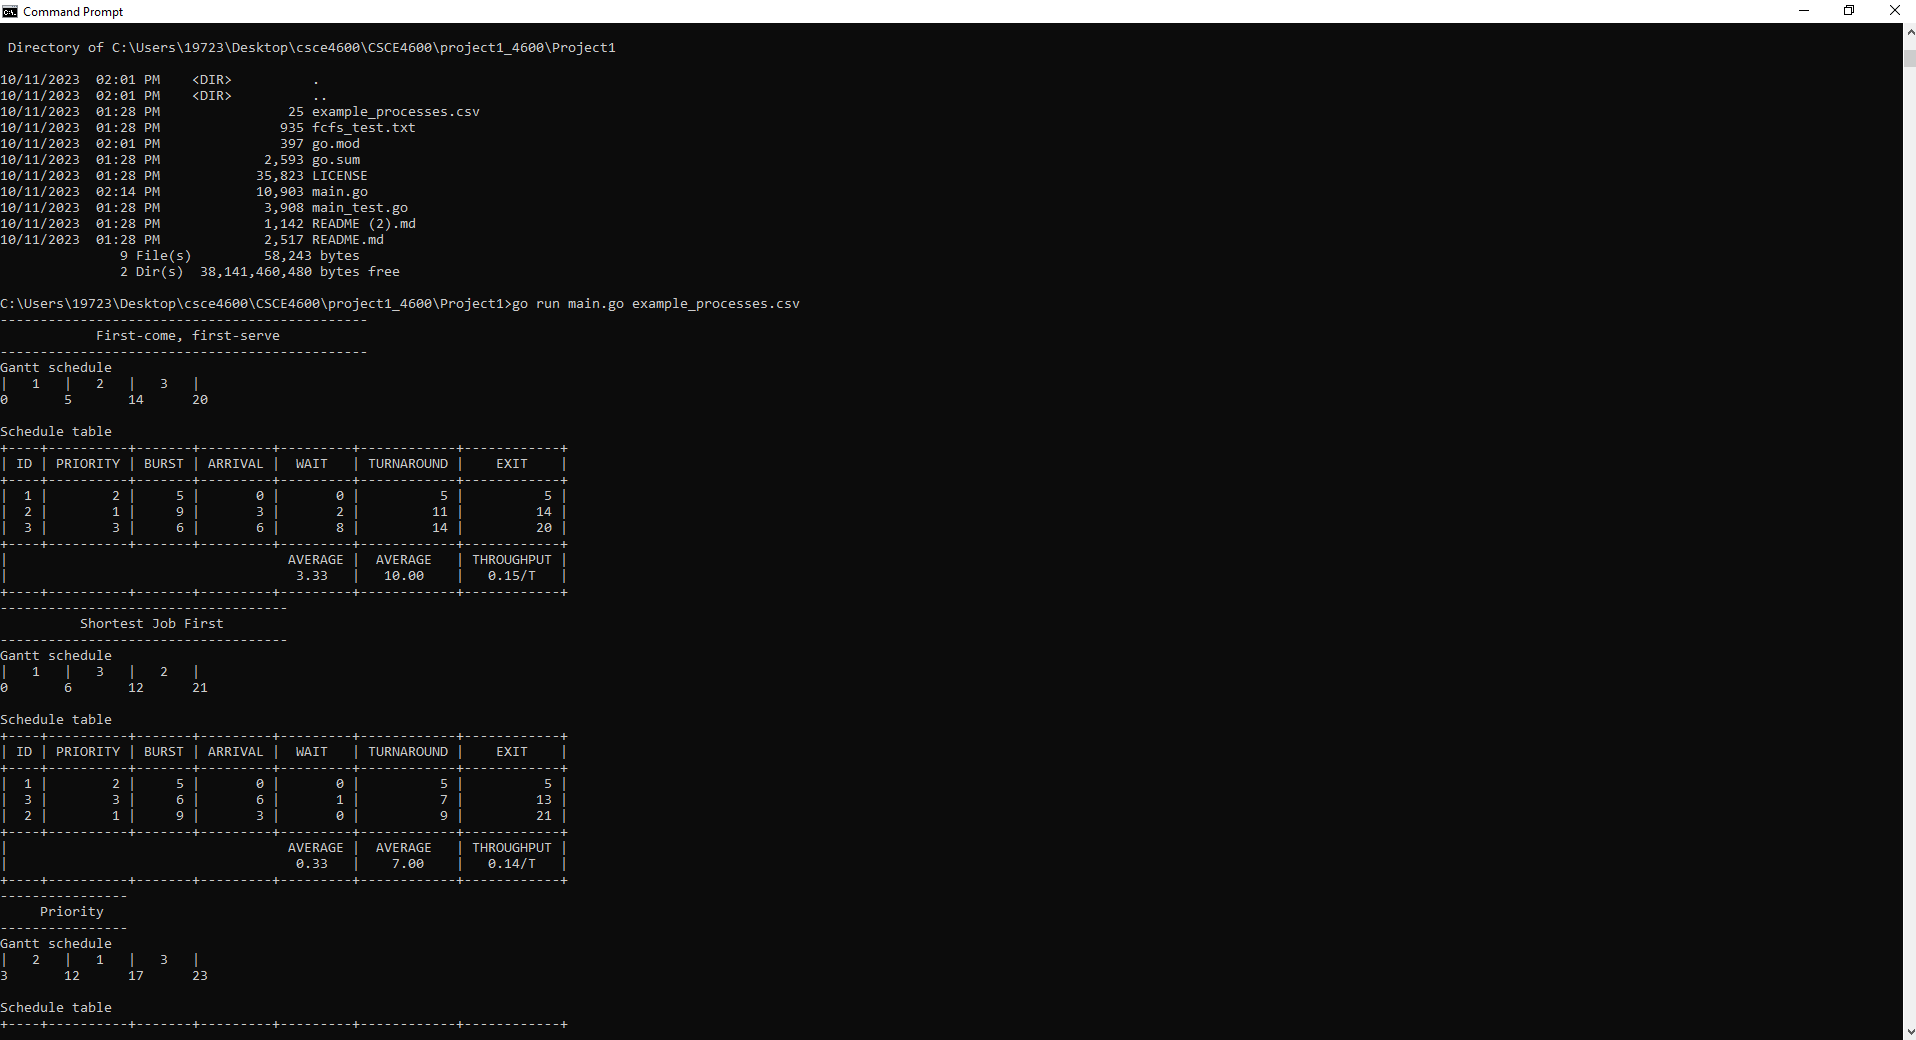 Command Prompt
 Directory of C:\Users\19723\Desktop\csce4600\CSCE4600\project1_4600\Project1
10/11/2023  02:01 PM    <DIR>          .
10/11/2023  02:01 PM    <DIR>          ..
10/11/2023  01:28 PM                25 example_processes.csv
10/11/2023  01:28 PM               935 fcfs_test.txt
10/11/2023  02:01 PM               397 go.mod
10/11/2023  01:28 PM             2,593 go.sum
10/11/2023  01:28 PM            35,823 LICENSE
10/11/2023  02:14 PM            10,903 main.go
10/11/2023  01:28 PM             3,908 main_test.go
10/11/2023  01:28 PM             1,142 README (2).md
10/11/2023  01:28 PM             2,517 README.md
               9 File(s)         58,243 bytes
               2 Dir(s)  38,141,460,480 bytes free
C:\Users\19723\Desktop\csce4600\CSCE4600\project1_4600\Project1>go run main.go example_processes.csv
----------------------------------------------
            First-come, first-serve
----------------------------------------------
Gantt schedule
|   1   |   2   |   3   |
0       5       14      20
Schedule table
+----+----------+-------+---------+---------+------------+------------+
| ID | PRIORITY | BURST | ARRIVAL |  WAIT   | TURNAROUND |    EXIT    |
+----+----------+-------+---------+---------+------------+------------+
|  1 |        2 |     5 |       0 |       0 |          5 |          5 |
|  2 |        1 |     9 |       3 |       2 |         11 |         14 |
|  3 |        3 |     6 |       6 |       8 |         14 |         20 |
+----+----------+-------+---------+---------+------------+------------+
|                                   AVERAGE |  AVERAGE   | THROUGHPUT |
|                                    3.33   |   10.00    |   0.15/T   |
+----+----------+-------+---------+---------+------------+------------+
------------------------------------
          Shortest Job First
------------------------------------
Gantt schedule
|   1   |   3   |   2   |
0       6       12      21
Schedule table
+----+----------+-------+---------+---------+------------+------------+
| ID | PRIORITY | BURST | ARRIVAL |  WAIT   | TURNAROUND |    EXIT    |
+----+----------+-------+---------+---------+------------+------------+
|  1 |        2 |     5 |       0 |       0 |          5 |          5 |
|  3 |        3 |     6 |       6 |       1 |          7 |         13 |
|  2 |        1 |     9 |       3 |       0 |          9 |         21 |
+----+----------+-------+---------+---------+------------+------------+
|                                   AVERAGE |  AVERAGE   | THROUGHPUT |
|                                    0.33   |    7.00    |   0.14/T   |
+----+----------+-------+---------+---------+------------+------------+
----------------
     Priority
----------------
Gantt schedule
|   2   |   1   |   3   |
3       12      17      23
Schedule table
+----+----------+-------+---------+---------+------------+------------+